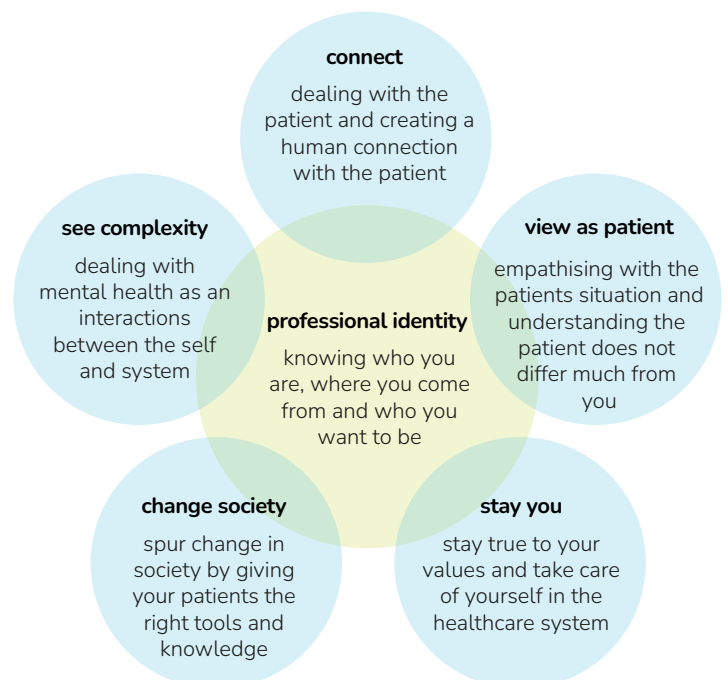 connect
dealing with the
patient and creating a
human connection
with the patient
see complexity
dealing with
mental health as an
interactions
between the self
and system
view as patient
empathising with the
patients situation and
understanding the
patient does not
differ much from
you
professional identity
knowing who you
are, where you come
from and who you
want to be
change society
spur change in
society by giving
your patients the
right tools and
knowledge
stay you
stay true to your
values and take care
of yourself in the
healthcare system